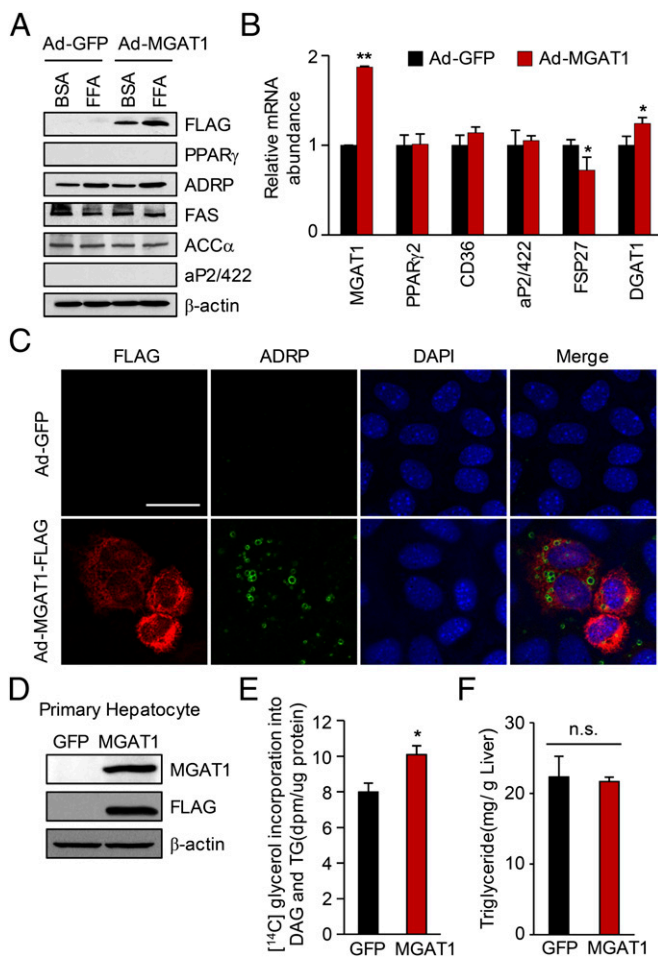 A
Ad-GFP Ad-MGAT1
BSA FFA BSA FFA
FLAG
PPARγ
ADRP
FAS
ACCα
aP2/422
β-actin
B
Ad-GFP Ad-MGAT1
Relative mRNA
abundance
2
1
0
**
*
*
MGAT1 PPARγ2 CD36 aP2/422 FSP27 DGAT1
C
FLAG ADRP DAPI Merge
Ad-GFP
Ad-MGAT1-FLAG
D
Primary Hepatocyte
GFP MGAT1
MGAT1
FLAG
β-actin
E
[¹⁴C] glycerol incorporation into
DAG and TG(dpm/ug protein)
12
10
8
6
4
2
0
*
GFP MGAT1
F
Triglyceride(mg/ g Liver)
30
20
10
0
n.s.
GFP MGAT1